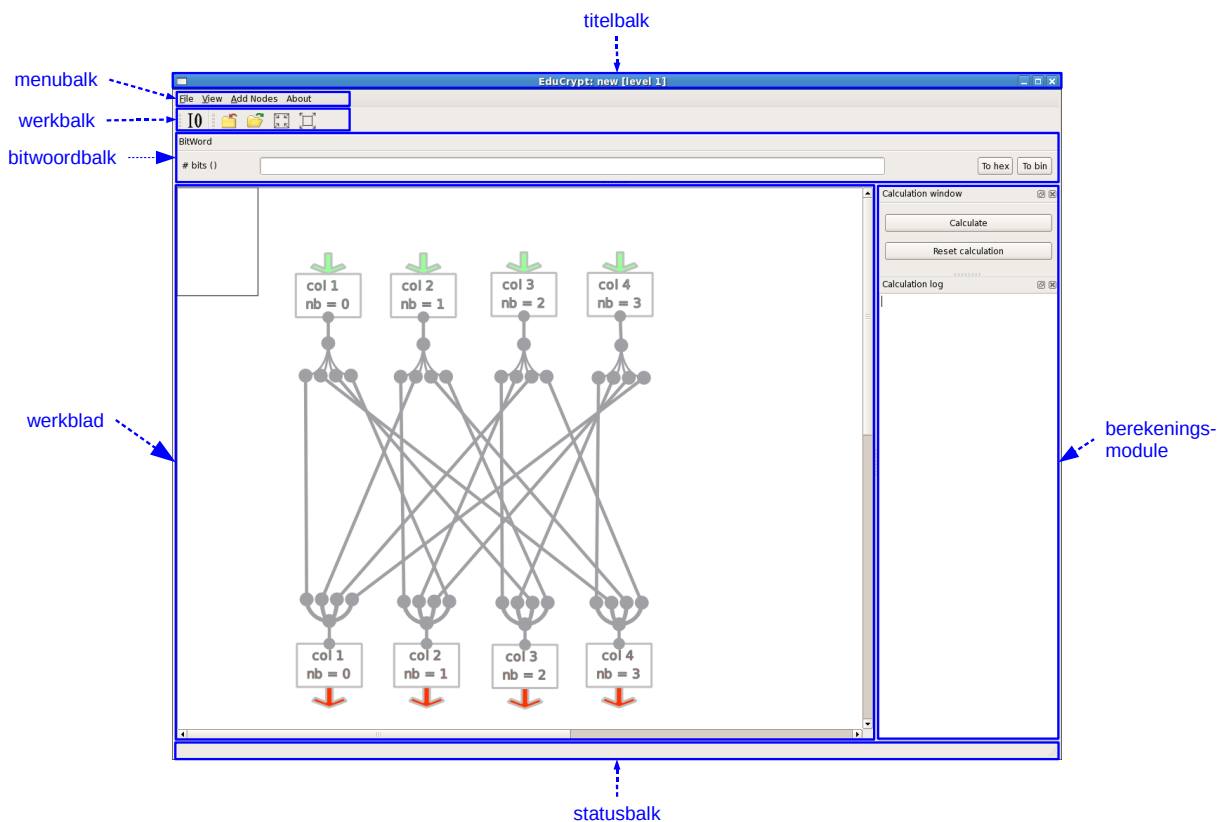 titelbalk
menubalk
werkbalk
bitwoordbalk
werkblad
berekenings-
module
statusbalk
EduCrypt: new [level 1]
File View Add Nodes About
BitWord
# bits ()
To hex To bin
col 1
nb = 0
col 2
nb = 1
col 3
nb = 2
col 4
nb = 3
col 1
nb = 0
col 2
nb = 1
col 3
nb = 2
col 4
nb = 3
Calculation window
Calculate
Reset calculation
Calculation log